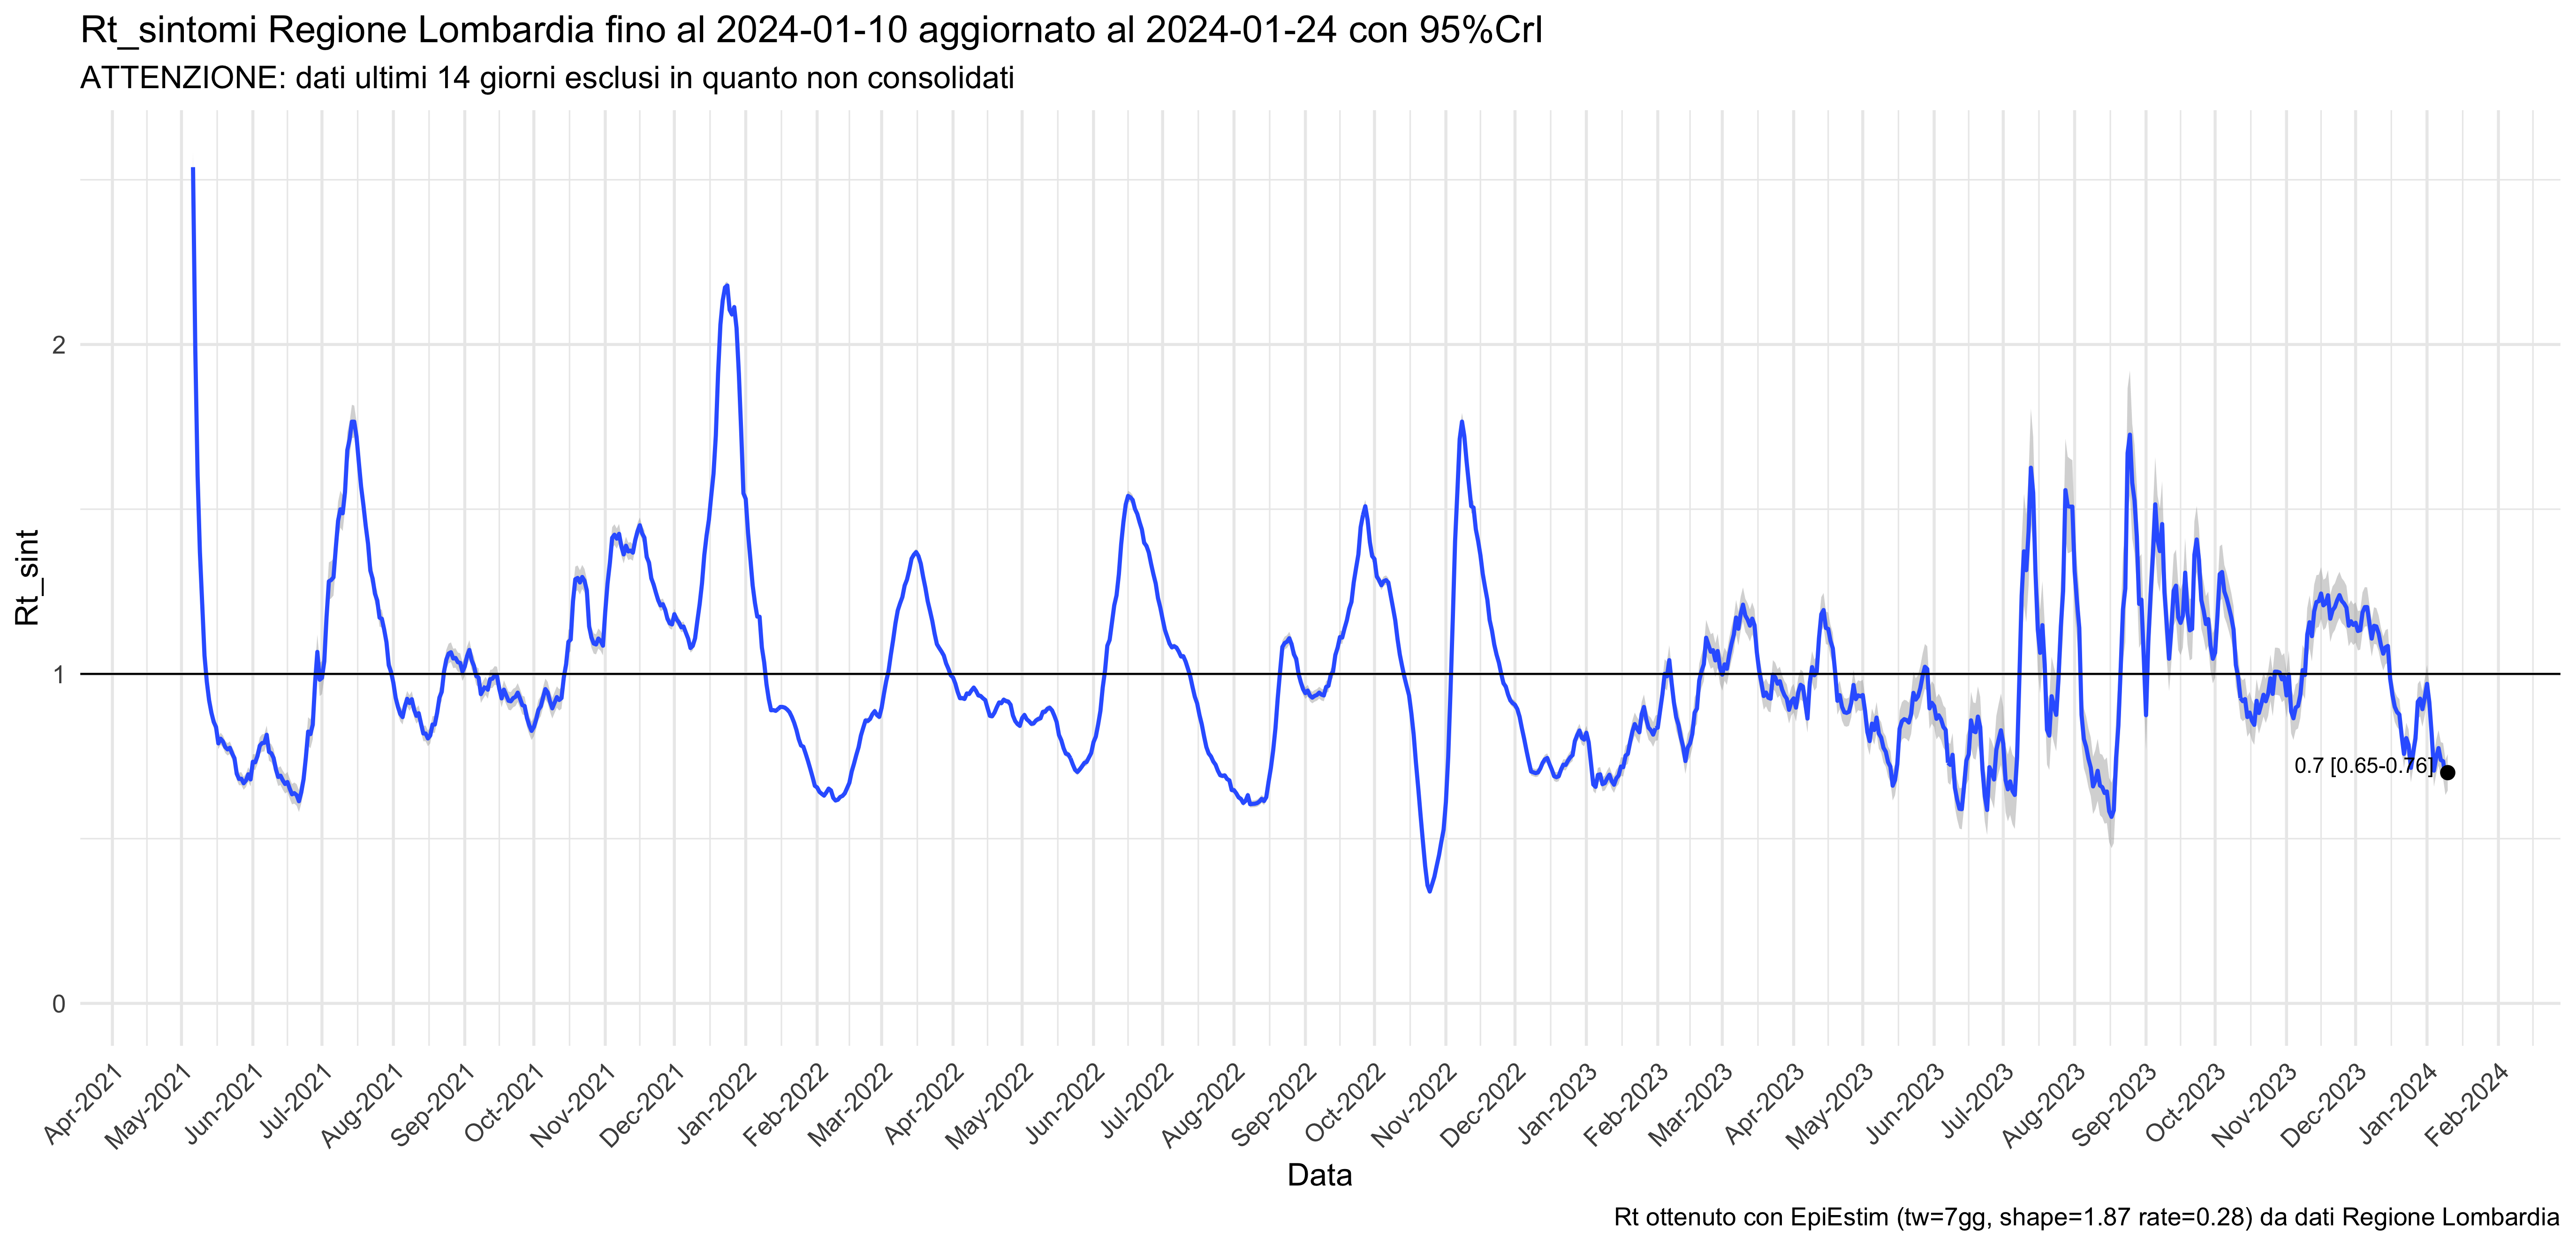 Rt_sintomi Regione Lombardia fino al 2024-01-10 aggiornato al 2024-01-24 con 95%CrI
ATTENZIONE: dati ultimi 14 giorni esclusi in quanto non consolidati
Rt_sint
2
1
0
0.7 [0.65-0.76]
Apr-2021
May-2021
Jun-2021
Jul-2021
Aug-2021
Sep-2021
Oct-2021
Nov-2021
Dec-2021
Jan-2022
Feb-2022
Mar-2022
Apr-2022
May-2022
Jun-2022
Jul-2022
Aug-2022
Sep-2022
Oct-2022
Nov-2022
Dec-2022
Jan-2023
Feb-2023
Mar-2023
Apr-2023
May-2023
Jun-2023
Jul-2023
Aug-2023
Sep-2023
Oct-2023
Nov-2023
Dec-2023
Jan-2024
Feb-2024
Data
Rt ottenuto con EpiEstim (tw=7gg, shape=1.87 rate=0.28) da dati Regione Lombardia